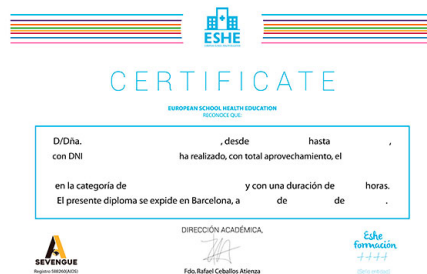 ESHE
CERTIFICATE
EUROPEAN SCHOOL HEALTH EDUCATION
RECONOCE QUE:
D/Dña. , desde hasta ,
con DNI ha realizado, con total aprovechamiento, el
en la categoría de y con una duración de horas.
El presente diploma se expide en Barcelona, a de de .
DIRECCIÓN ACADÉMICA,
Eshe
formación
SEVENGUE
Fdo. Rafael Ceballos Atienza